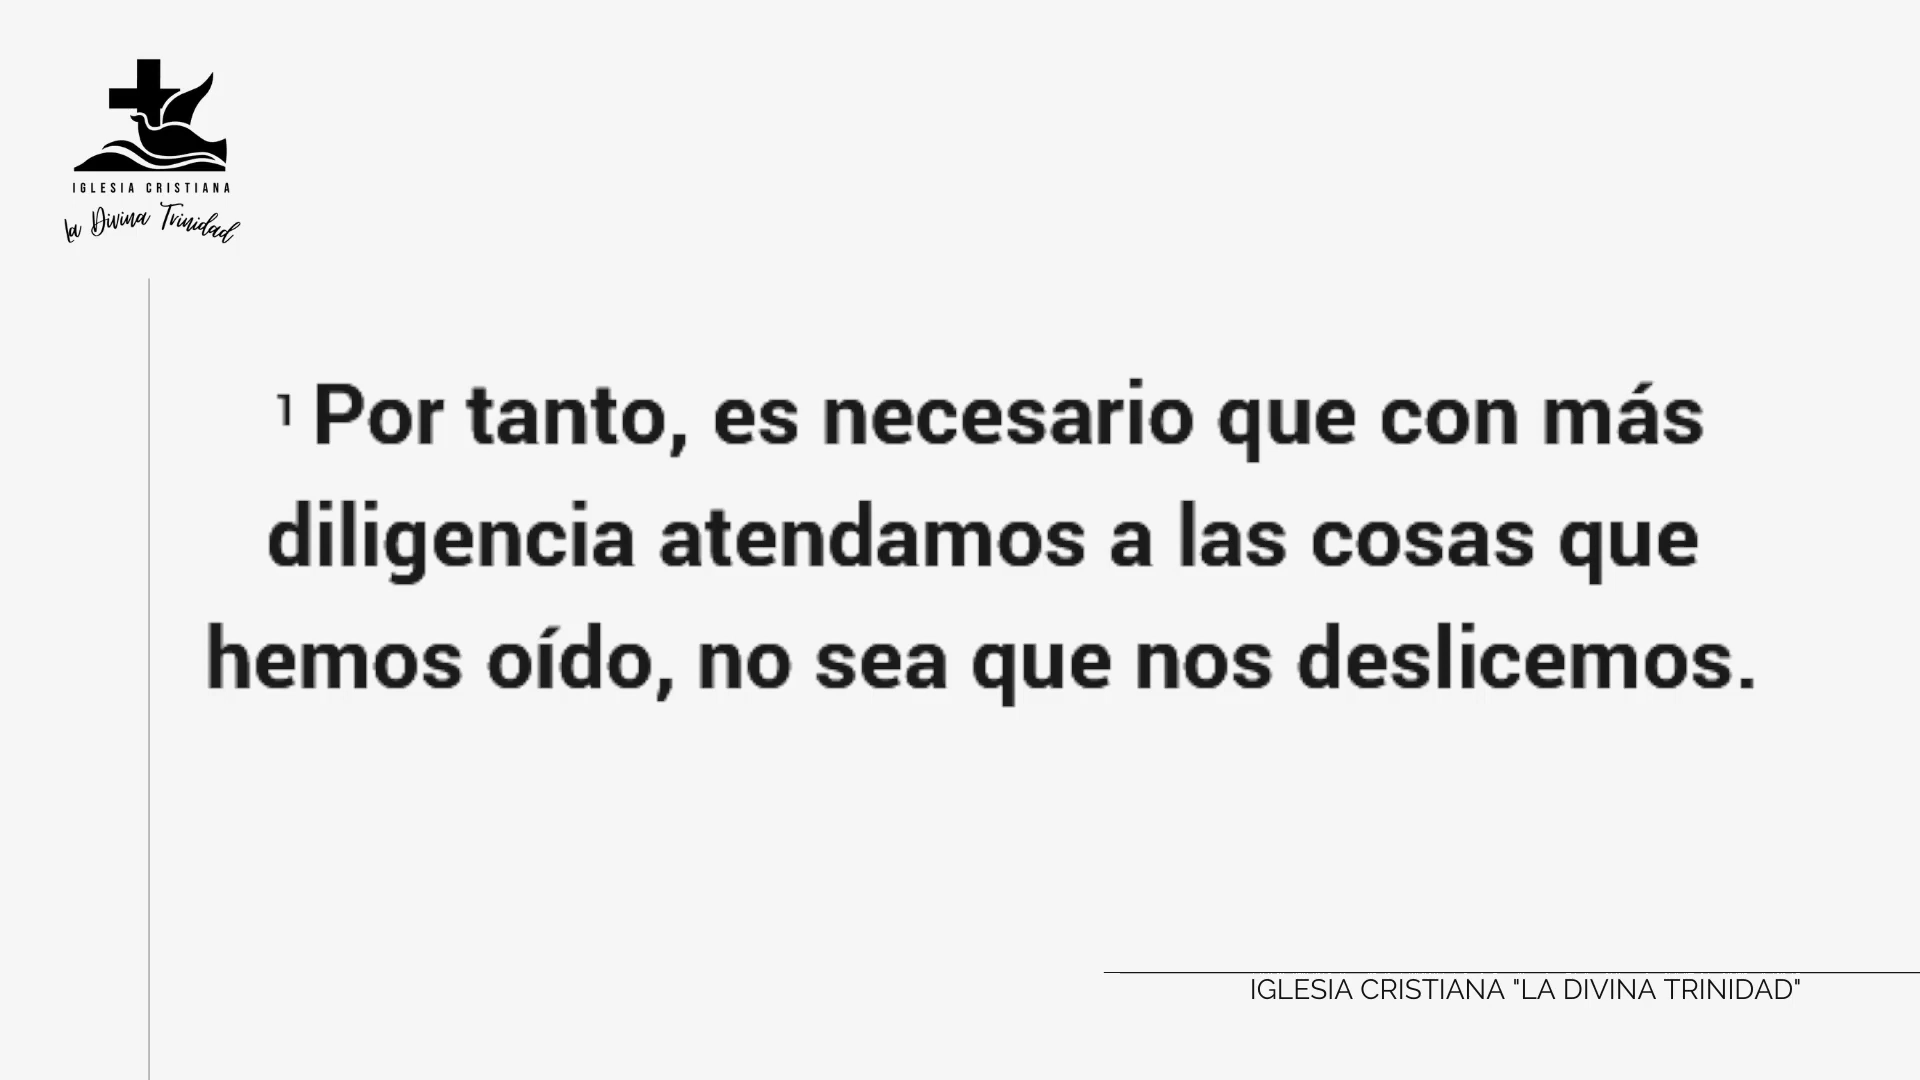 IGLESIA CRISTIANA
La Divina Trinidad
1 Por tanto, es necesario que con más
diligencia atendamos a las cosas que
hemos oído, no sea que nos deslicemos.
IGLESIA CRISTIANA "LA DIVINA TRINIDAD"